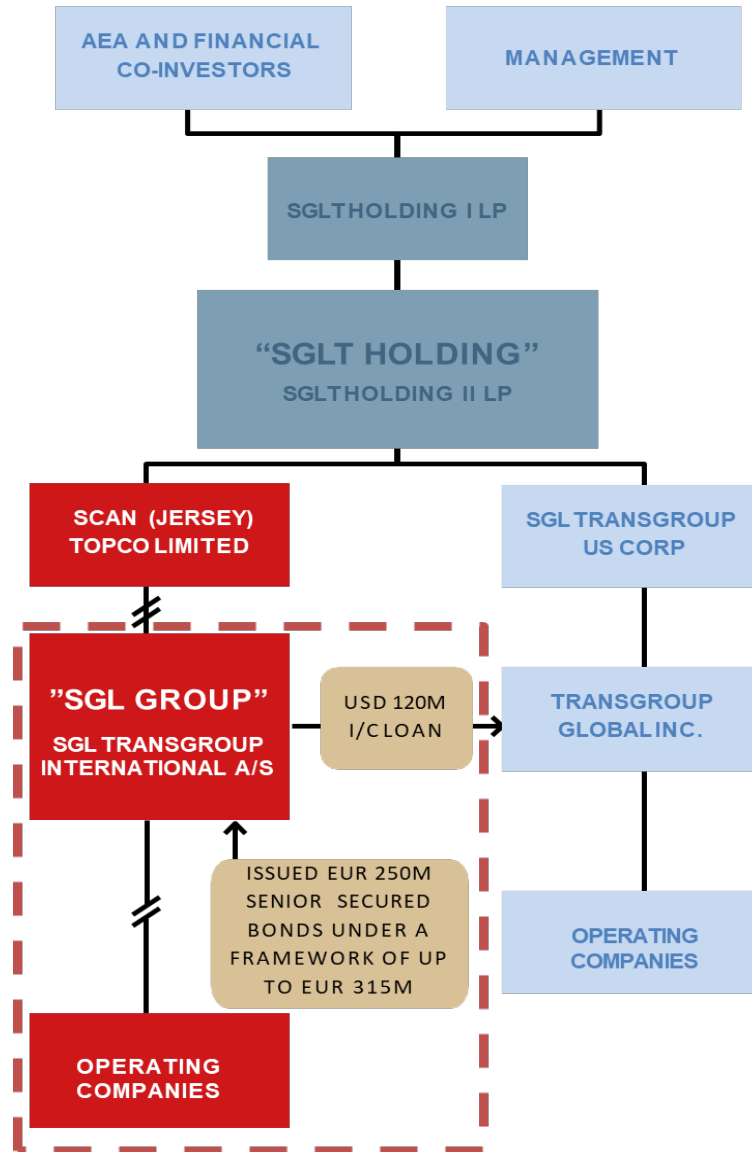 AEA AND FINANCIAL
CO-INVESTORS
MANAGEMENT
SGLTHOLDING I LP
“SGLT HOLDING”
SGLTHOLDING II LP
SCAN (JERSEY)
TOPCO LIMITED
SGL TRANSGROUP
US CORP
"SGL GROUP"
SGL TRANSGROUP
INTERNATIONAL A/S
USD 120M
I/C LOAN
TRANSGROUP
GLOBAL INC.
ISSUED EUR 250M
SENIOR SECURED
BONDS UNDER A
FRAMEWORK OF UP
TO EUR 315M
OPERATING
COMPANIES
OPERATING
COMPANIES